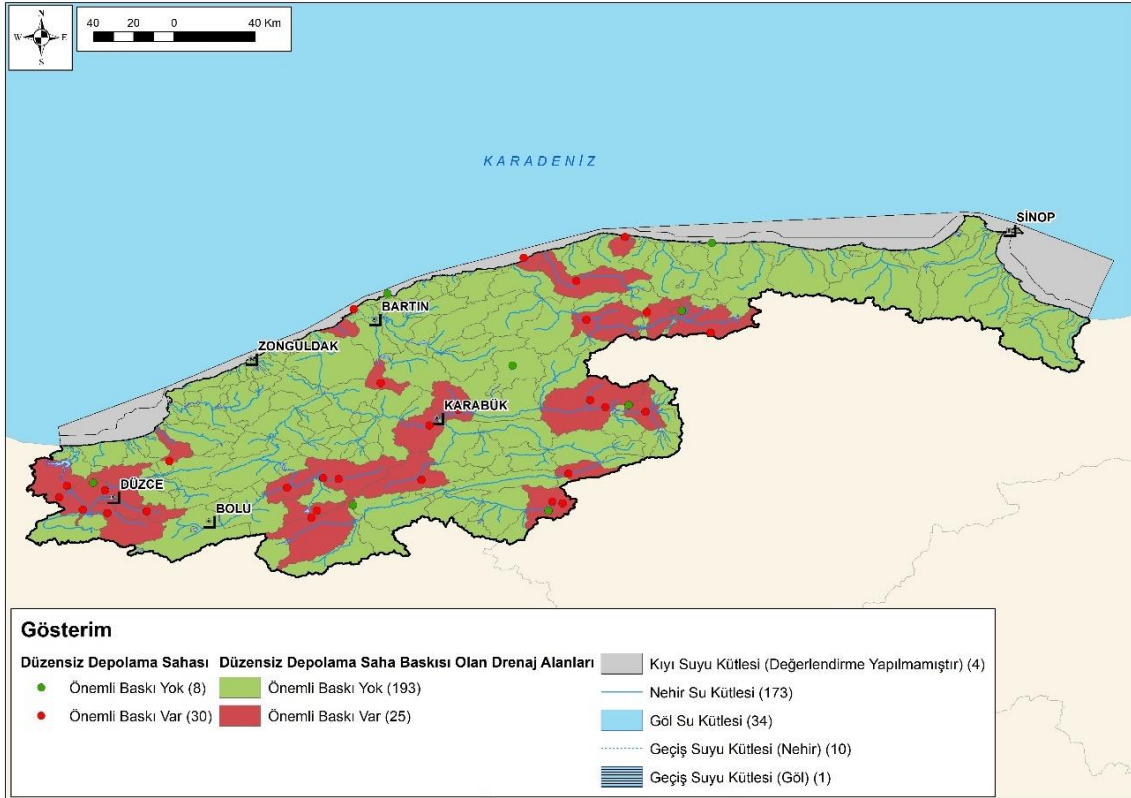 N
W E
S
40 20 0 40 Km
KARADENİZ
SİNOP
BARTIN
ZONGULDAK
KARABÜK
DÜZCE
BOLU
Gösterim
Düzensiz Depolama Sahası
Önemli Baskı Yok (8)
Önemli Baskı Var (30)
Düzensiz Depolama Saha Baskısı Olan Drenaj Alanları
Önemli Baskı Yok (193)
Önemli Baskı Var (25)
Kıyı Suyu Kütlesi (Değerlendirme Yapılmamıştır) (4)
Nehir Su Kütlesi (173)
Göl Su Kütlesi (34)
Geçiş Suyu Kütlesi (Nehir) (10)
Geçiş Suyu Kütlesi (Göl) (1)